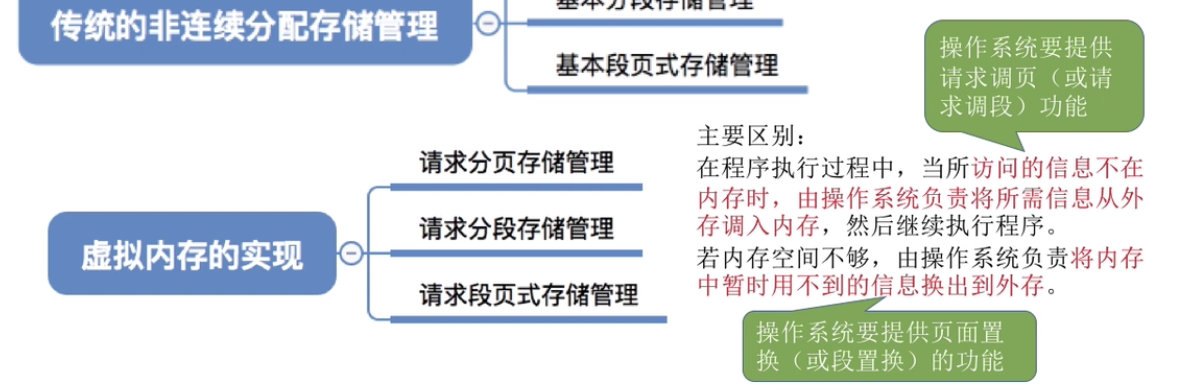 基本分段存储管理
传统的非连续分配存储管理
基本段页式存储管理
操作系统要提供
请求调页（或请
求调段）功能
主要区别：
在程序执行过程中，当所访问的信息不在
内存时，由操作系统负责将所需信息从外
存调入内存，然后继续执行程序。
若内存空间不够，由操作系统负责将内存
中暂时用不到的信息换出到外存。
请求分页存储管理
请求分段存储管理
虚拟内存的实现
请求段页式存储管理
操作系统要提供页面置
换（或段置换）的功能